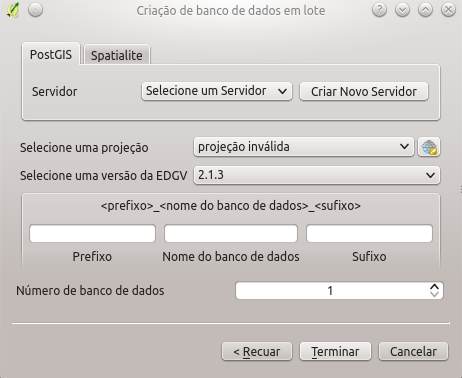 Criação de banco de dados em lote
PostGIS Spatialite
Servidor Selecione um Servidor Criar Novo Servidor
Selecione uma projeção projeção inválida
Selecione uma versão da EDGV 2.1.3
<prefixo>_<nome do banco de dados>_<sufixo>
Prefixo Nome do banco de dados Sufixo
Número de banco de dados 1
< Recuar Terminar Cancelar